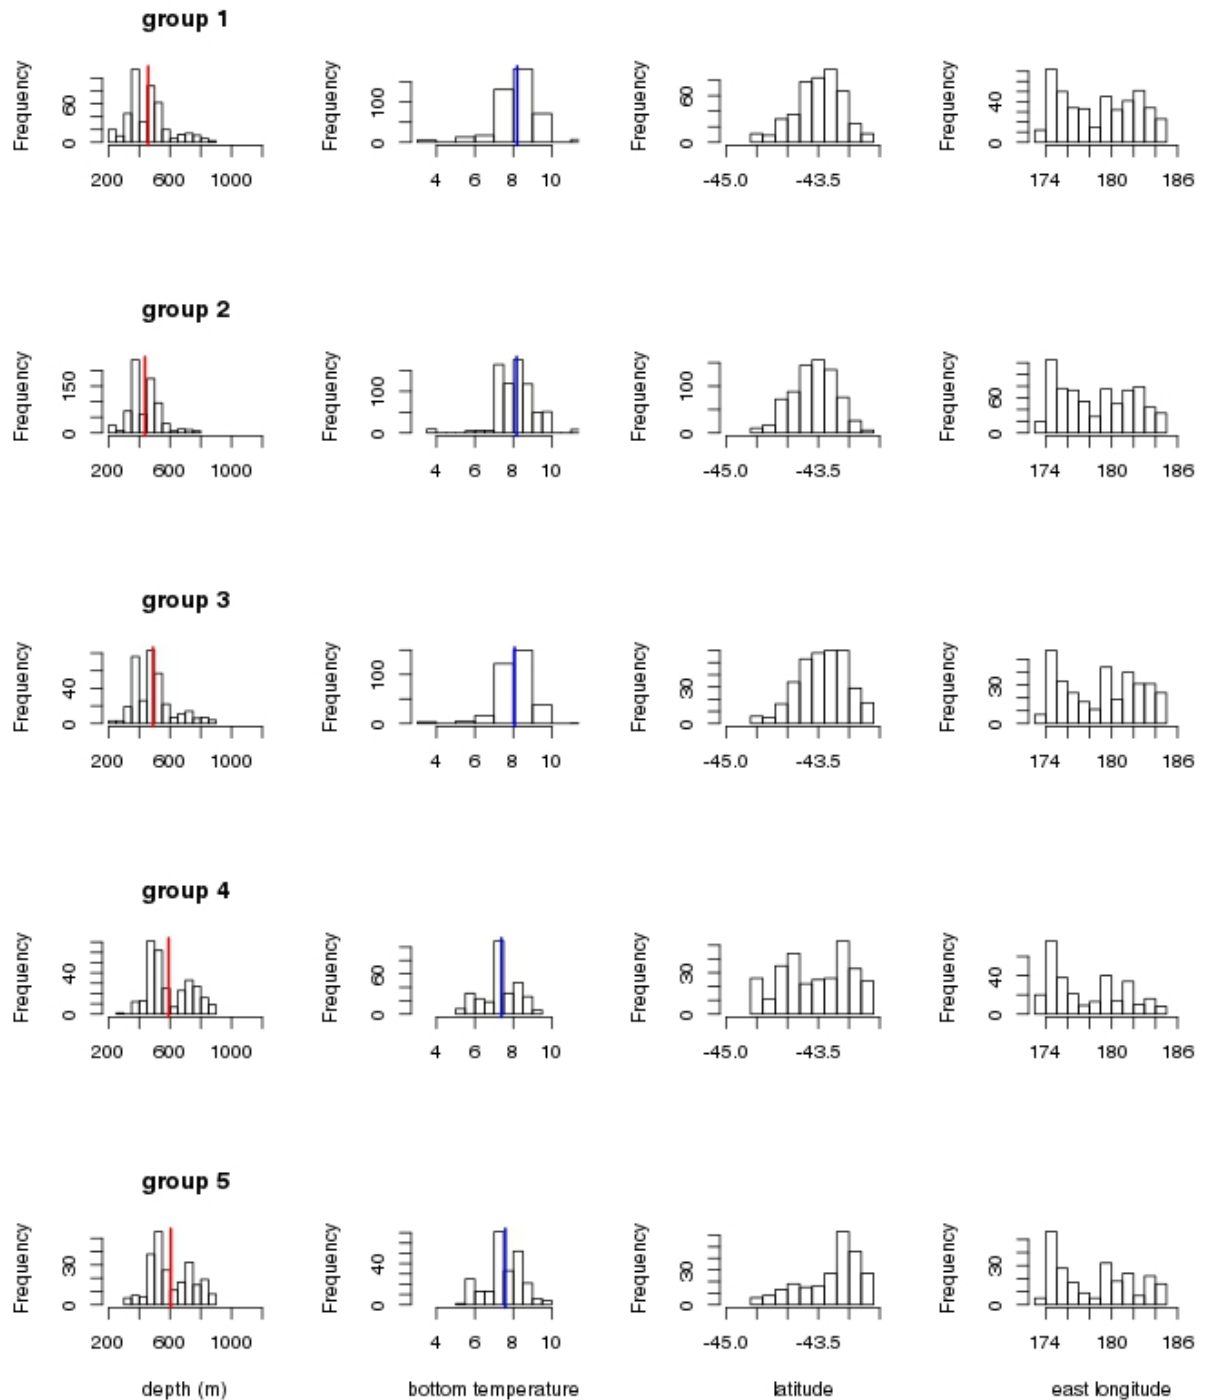 group 1
Frequency Frequency Frequency Frequency
0 60 0 100 0 60 0 40
200 600 1000 4 6 8 10 -45.0 -43.5 174 180 186
group 2
Frequency Frequency Frequency Frequency
0 150 0 100 0 100 0 60
200 600 1000 4 6 8 10 -45.0 -43.5 174 180 186
group 3
Frequency Frequency Frequency Frequency
0 40 0 100 0 30 0 30
200 600 1000 4 6 8 10 -45.0 -43.5 174 180 186
group 4
Frequency Frequency Frequency Frequency
0 40 0 60 0 30 0 40
200 600 1000 4 6 8 10 -45.0 -43.5 174 180 186
group 5
Frequency Frequency Frequency Frequency
0 30 0 40 0 30 0 30
200 600 1000 4 6 8 10 -45.0 -43.5 174 180 186
depth (m) bottom temperature latitude east longitude